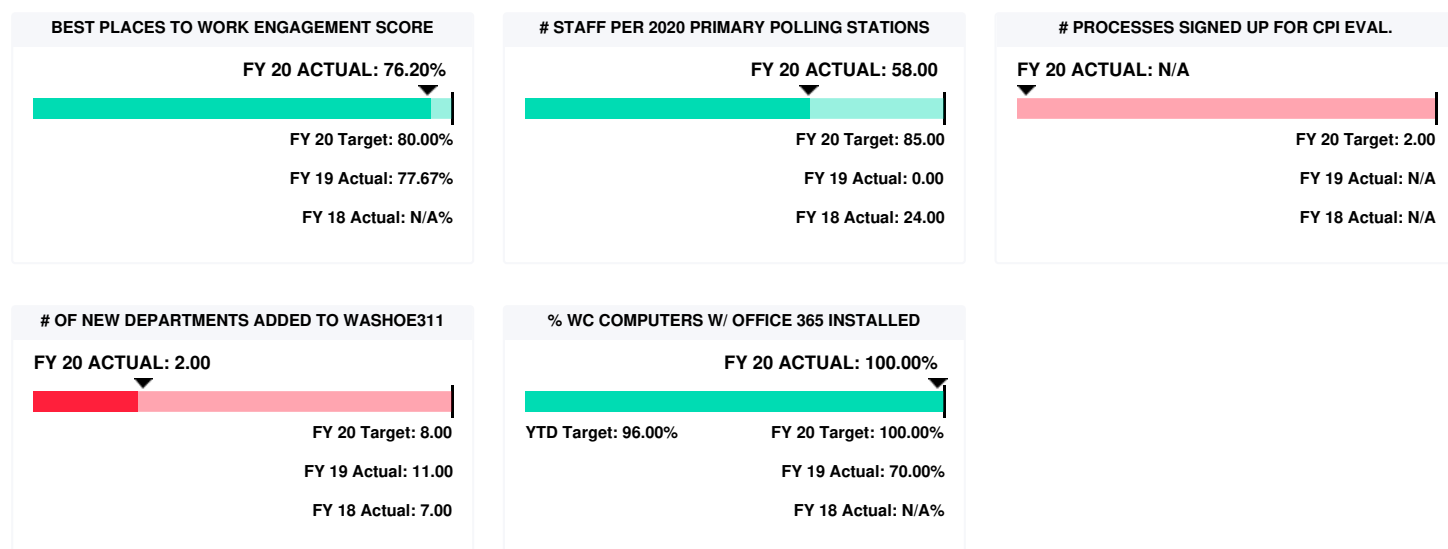 BEST PLACES TO WORK ENGAGEMENT SCORE
FY 20 ACTUAL: 76.20%
FY 20 Target: 80.00%
FY 19 Actual: 77.67%
FY 18 Actual: N/A%
# STAFF PER 2020 PRIMARY POLLING STATIONS
FY 20 ACTUAL: 58.00
FY 20 Target: 85.00
FY 19 Actual: 0.00
FY 18 Actual: 24.00
# PROCESSES SIGNED UP FOR CPI EVAL.
FY 20 ACTUAL: N/A
FY 20 Target: 2.00
FY 19 Actual: N/A
FY 18 Actual: N/A
# OF NEW DEPARTMENTS ADDED TO WASHOE311
FY 20 ACTUAL: 2.00
FY 20 Target: 8.00
FY 19 Actual: 11.00
FY 18 Actual: 7.00
% WC COMPUTERS W/ OFFICE 365 INSTALLED
FY 20 ACTUAL: 100.00%
YTD Target: 96.00% FY 20 Target: 100.00%
FY 19 Actual: 70.00%
FY 18 Actual: N/A%